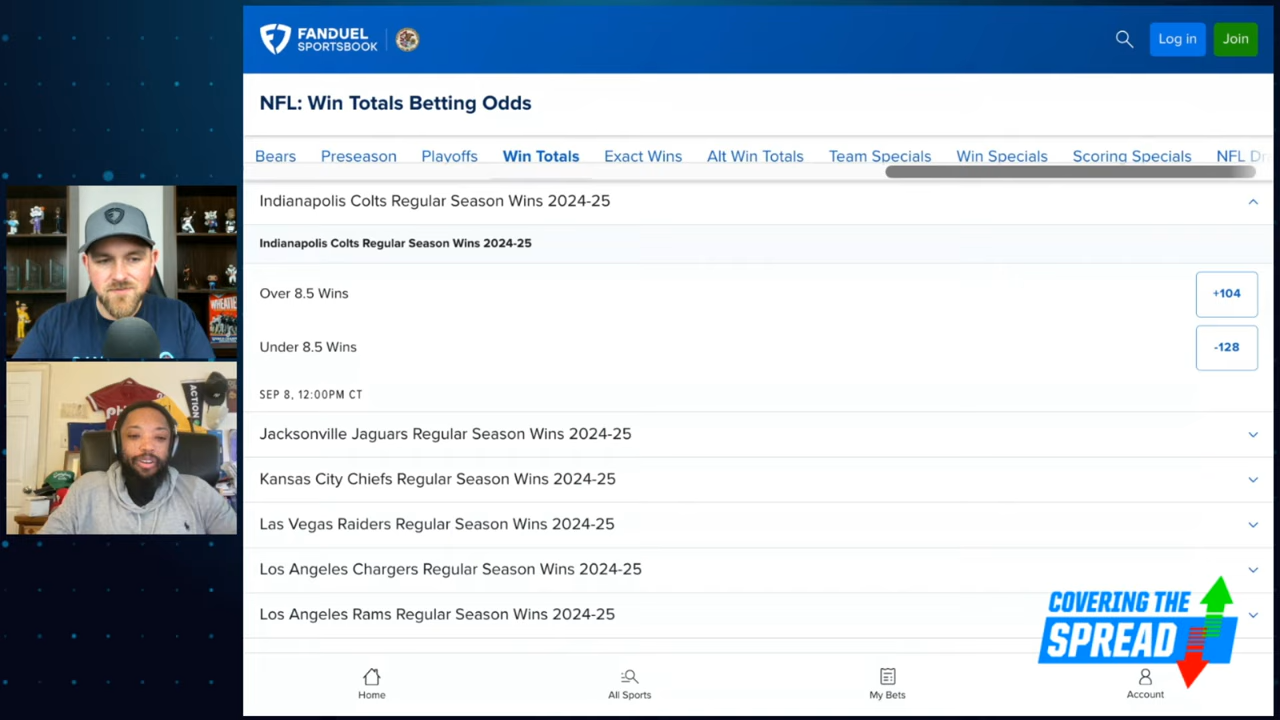 FANDUEL
SPORTSBOOK
Log in
Join
NFL: Win Totals Betting Odds
Bears Preseason Playoffs Win Totals Exact Wins Alt Win Totals Team Specials Win Specials Scoring Specials NFL Dr
Indianapolis Colts Regular Season Wins 2024-25
Indianapolis Colts Regular Season Wins 2024-25
Over 8.5 Wins
+104
Under 8.5 Wins
-128
SEP 8, 12:00PM CT
Jacksonville Jaguars Regular Season Wins 2024-25
Kansas City Chiefs Regular Season Wins 2024-25
Las Vegas Raiders Regular Season Wins 2024-25
Los Angeles Chargers Regular Season Wins 2024-25
Los Angeles Rams Regular Season Wins 2024-25
Home
All Sports
My Bets
Account
COVERING THE
SPREAD
WHEATIES
ACTION